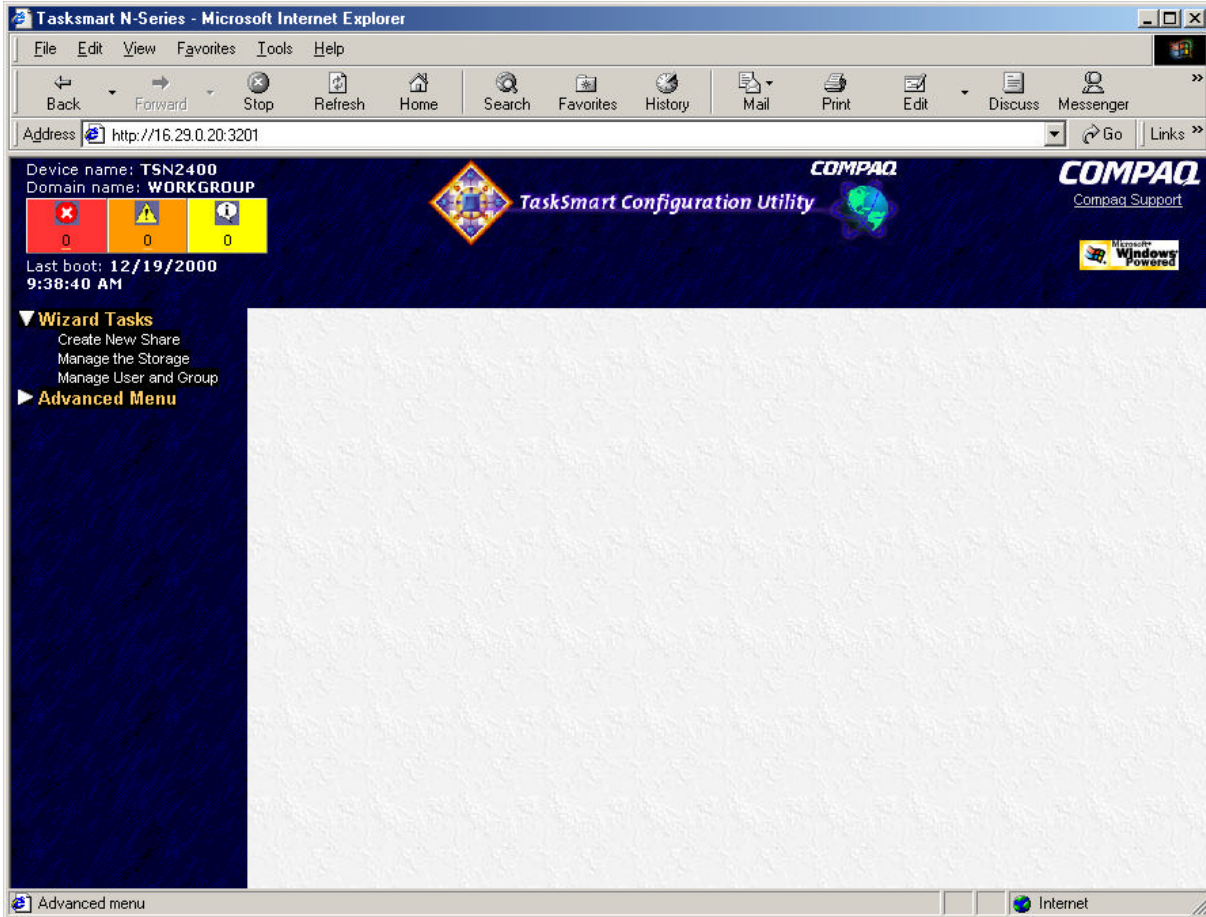 Tasksmart N-Series - Microsoft Internet Explorer
File Edit View Favorites Tools Help
Back Forward Stop Refresh Home Search Favorites History Mail Print Edit Discuss Messenger »
Address http://16.29.0.20:3201 Go Links »
Device name: TSN2400
Domain name: WORKGROUP
0 0 0
Last boot: 12/19/2000
9:38:40 AM
COMPAQ
TaskSmart Configuration Utility
COMPAQ
Compaq Support
Microsoft
Windows
Powered
Wizard Tasks
Create New Share
Manage the Storage
Manage User and Group
Advanced Menu
Advanced menu
Internet